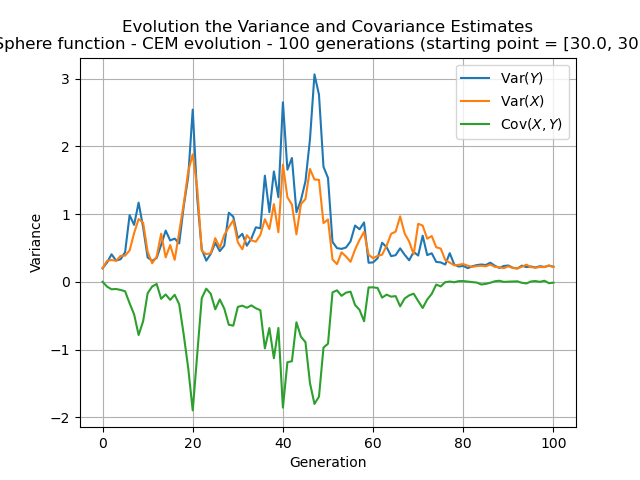 Evolution the Variance and Covariance Estimates
Sphere function - CEM evolution - 100 generations (starting point = [30.0, 30
Var(Y)
Var(X)
Cov(X, Y)
3
2
1
0
−1
−2
Variance
0 20 40 60 80 100
Generation